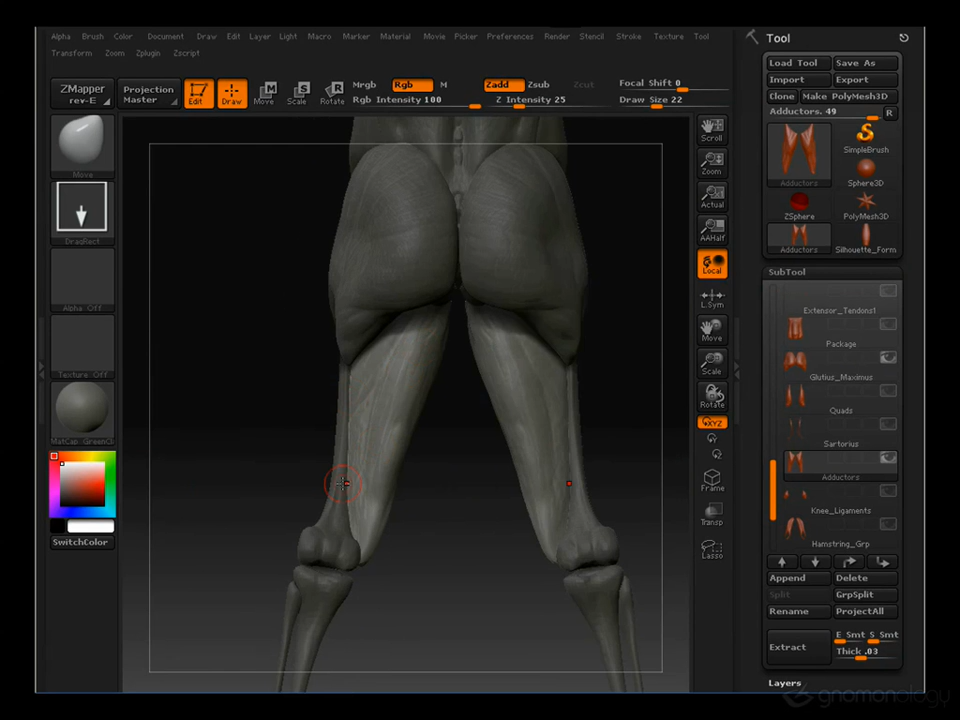 Alpha Brush Color Document Draw Edit Layer Light Macro Marker Material Movie Picker Preferences Render Stencil Stroke Texture Tool
Transform Zoom Zplugin Zscript
ZMapper
rev-E
Projection
Master
Edit
Draw
Move
Scale
Rotate
Mrgb Rgb M
Rgb Intensity 100
Zadd Zsub Zcut
Z Intensity 25
Focal Shift 0
Draw Size 22
Move
DragRect
Alpha Off
Texture Off
MatCap GreenCl
SwitchColor
Scroll
Zoom
Actual
AAHalf
Local
L.Sym
Move
Scale
Rotate
XYZ
Frame
Transp
Lasso
Tool
Load Tool Save As
Import Export
Clone Make PolyMesh3D
Adductors. 49 R
Adductors
SimpleBrush
Sphere3D
ZSphere
PolyMesh3D
Adductors
Silhouette_Form
SubTool
Extensor_Tendons1
Package
Glutius_Maximus
Quads
Sartorius
Adductors
Knee_Ligaments
Hamstring_Grp
Append Delete
Split GrpSplit
Rename ProjectAll
Extract
E Smt S Smt
Thick .03
Layers
gnomonology